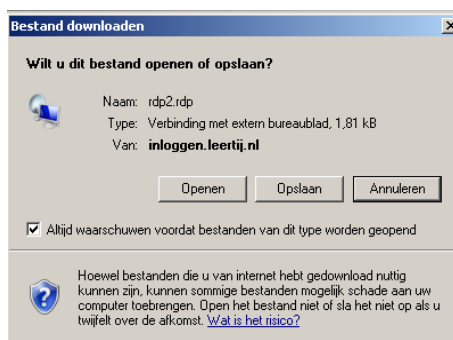 Bestand downloaden
Wilt u dit bestand openen of opslaan?
Naam: rdp2.rdp
Type: Verbinding met extern bureaublad, 1,81 kB
Van: inloggen.leertij.nl
Openen Opslaan Annuleren
Altijd waarschuwen voordat bestanden van dit type worden geopend
Hoewel bestanden die u van internet hebt gedownload nuttig
kunnen zijn, kunnen sommige bestanden mogelijk schade aan uw
computer toebrengen. Open het bestand niet of sla het niet op als u
twijfelt over de afkomst. Wat is het risico?